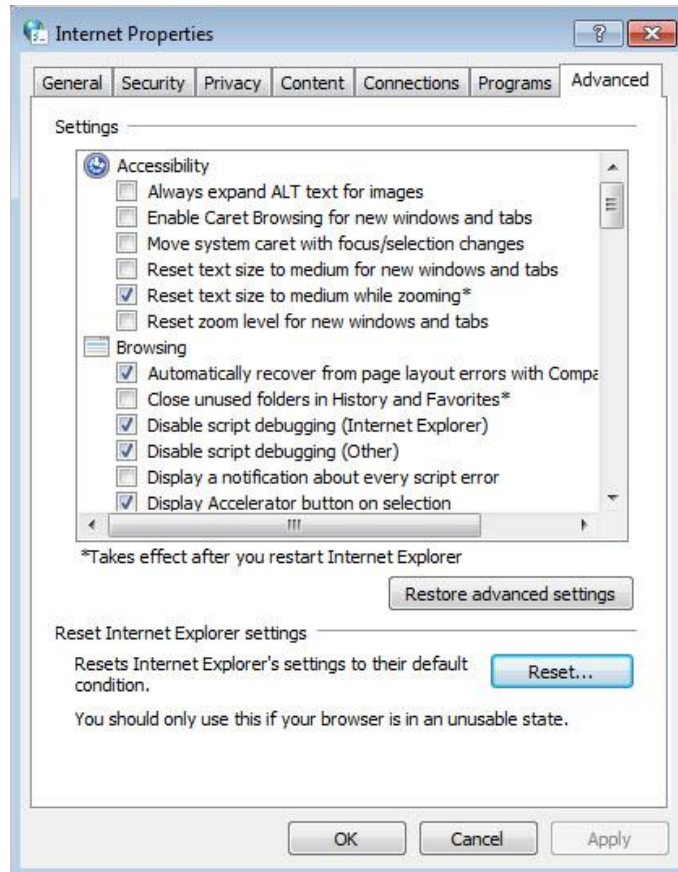 Internet Properties
General Security Privacy Content Connections Programs Advanced
Settings
Accessibility
Always expand ALT text for images
Enable Caret Browsing for new windows and tabs
Move system caret with focus/selection changes
Reset text size to medium for new windows and tabs
Reset text size to medium while zooming*
Reset zoom level for new windows and tabs
Browsing
Automatically recover from page layout errors with Compa
Close unused folders in History and Favorites*
Disable script debugging (Internet Explorer)
Disable script debugging (Other)
Display a notification about every script error
Display Accelerator button on selection
*Takes effect after you restart Internet Explorer
Restore advanced settings
Reset Internet Explorer settings
Resets Internet Explorer's settings to their default
condition.
Reset...
You should only use this if your browser is in an unusable state.
OK Cancel Apply